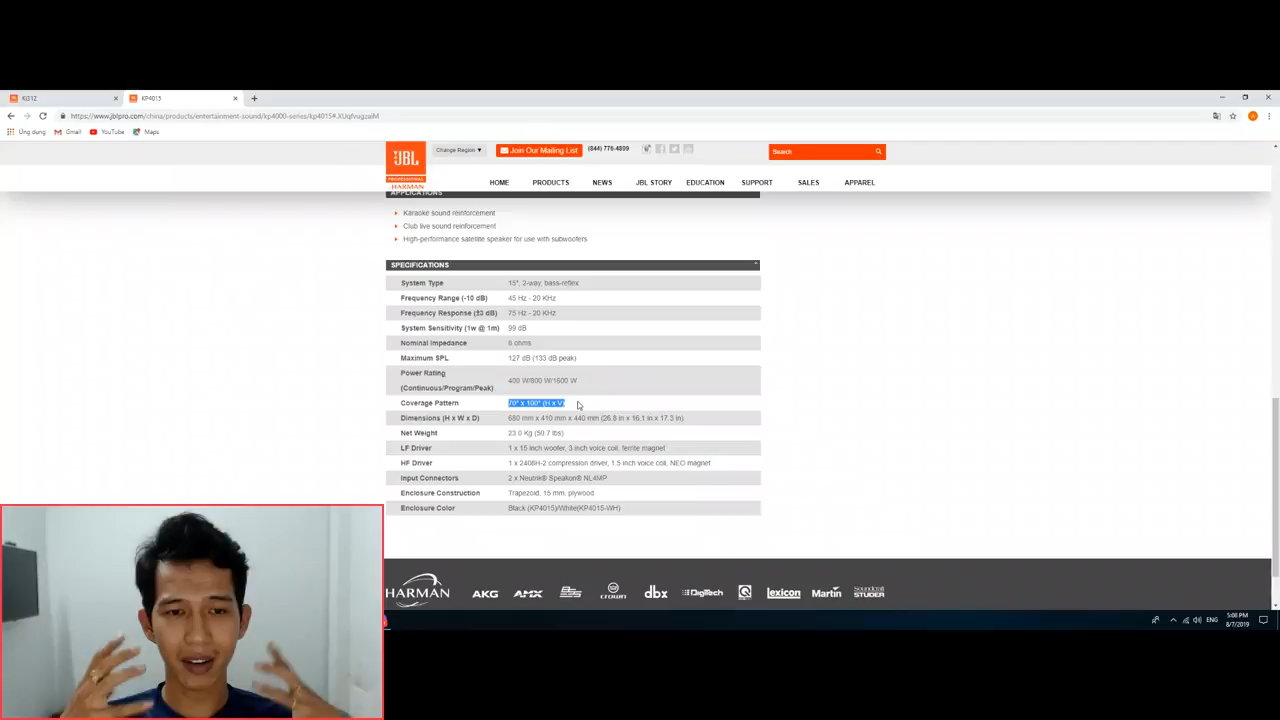 Ki312
KP4015
https://www.jblpro.com/china/products/entertainment-sound/kp4000-series/kp4015#.XUqfvugzaiM
Ứng dụng Gmail YouTube Maps
JBL
PROFESSIONAL
HARMAN
Change Region ▼
Join Our Mailing List
(844) 776-4899
Search
HOME PRODUCTS NEWS JBL STORY EDUCATION SUPPORT SALES APPAREL
APPLICATIONS
Karaoke sound reinforcement
Club live sound reinforcement
High-performance satellite speaker for use with subwoofers
SPECIFICATIONS
System Type 15", 2-way, bass-reflex
Frequency Range (-10 dB) 45 Hz - 20 KHz
Frequency Response (±3 dB) 75 Hz - 20 KHz
System Sensitivity (1w @ 1m) 99 dB
Nominal Impedance 8 ohms
Maximum SPL 127 dB (133 dB peak)
Power Rating
(Continuous/Program/Peak) 400 W/800 W/1600 W
Coverage Pattern 70° x 100° (H x V)
Dimensions (H x W x D) 680 mm x 410 mm x 440 mm (26.8 in x 16.1 in x 17.3 in)
Net Weight 23.0 Kg (50.7 lbs)
LF Driver 1 x 15 inch woofer, 3 inch voice coil, ferrite magnet
HF Driver 1 x 2408H-2 compression driver, 1.5 inch voice coil, NEO magnet
Input Connectors 2 x Neutrik® Speakon® NL4MP
Enclosure Construction Trapezoid, 15 mm, plywood
Enclosure Color Black (KP4015)/White(KP4015-WH)
HARMAN AKG AMX BSS crown dbx DigiTech lexicon Martin Soundcraft STUDER
ENG
5:08 PM
8/7/2019